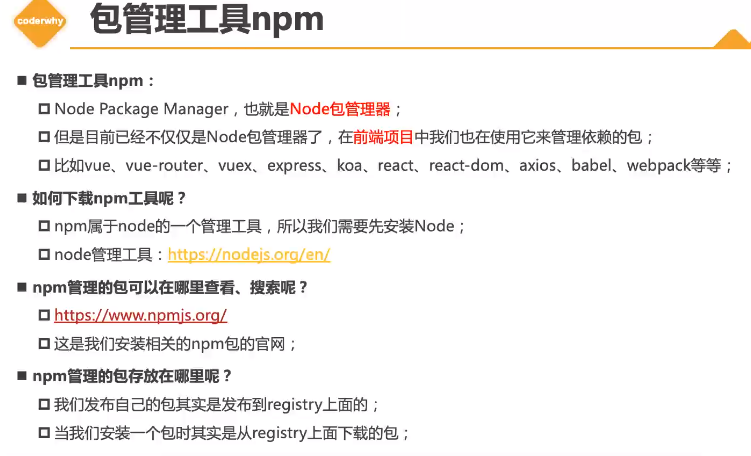 coderwhy
包管理工具npm
包管理工具npm：
Node Package Manager，也就是Node包管理器；
但是目前已经不仅仅是Node包管理器了，在前端项目中我们也在使用它来管理依赖的包；
比如vue、vue-router、vuex、express、koa、react、react-dom、axios、babel、webpack等等；
如何下载npm工具呢？
npm属于node的一个管理工具，所以我们需要先安装Node；
node管理工具：https://nodejs.org/en/
npm管理的包可以在哪里查看、搜索呢？
https://www.npmjs.org/
这是我们安装相关的npm包的官网；
npm管理的包存放在哪里呢？
我们发布自己的包其实是发布到registry上面的；
当我们安装一个包时其实是从registry上面下载的包；